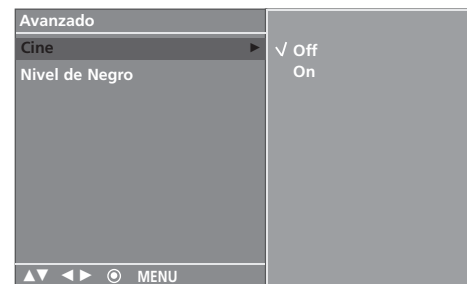 Avanzado
Cine ► √ Off
On
Nivel de Negro
▲▼ ◄► ◉ MENU